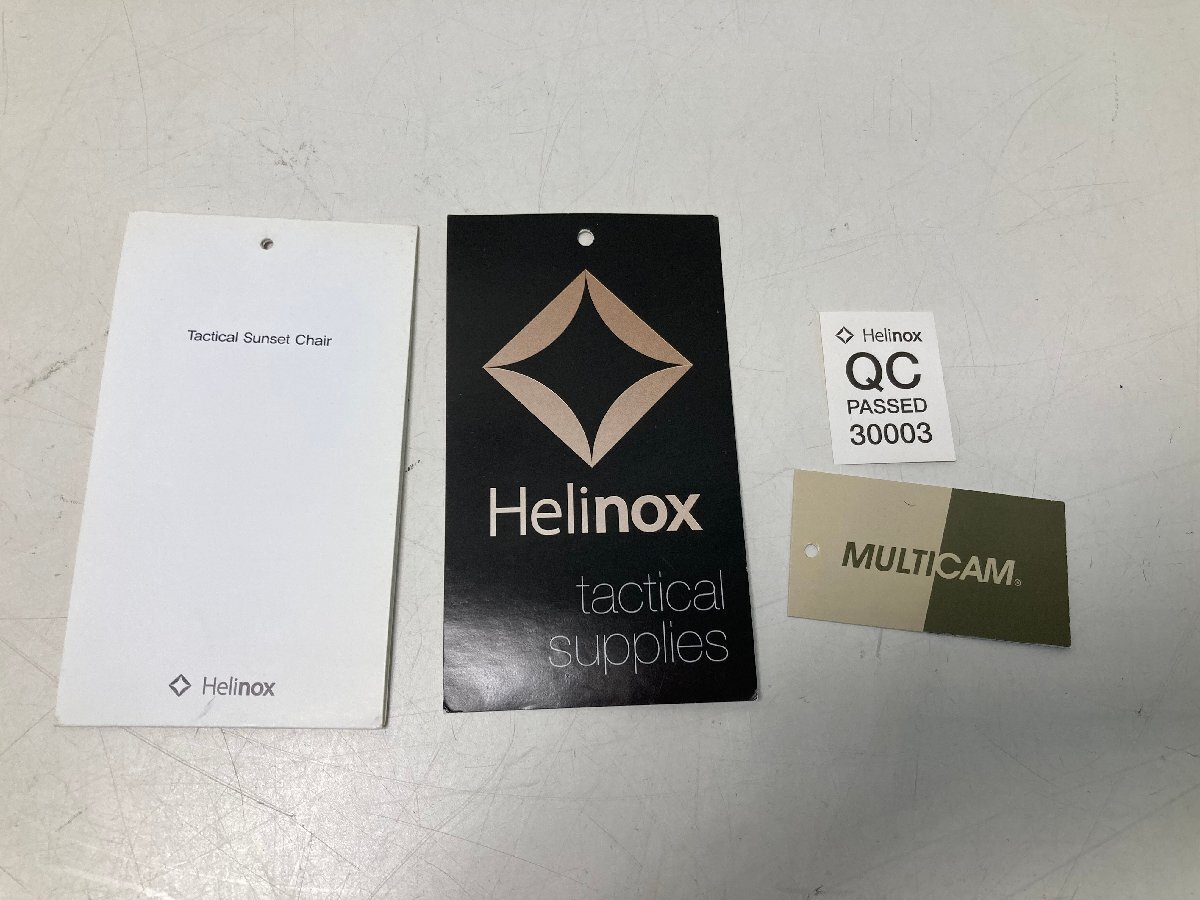 Tactical Sunset Chair
Helinox
Helinox
tactical
supplies
Helinox
QC
PASSED
30003
MULTICAM®